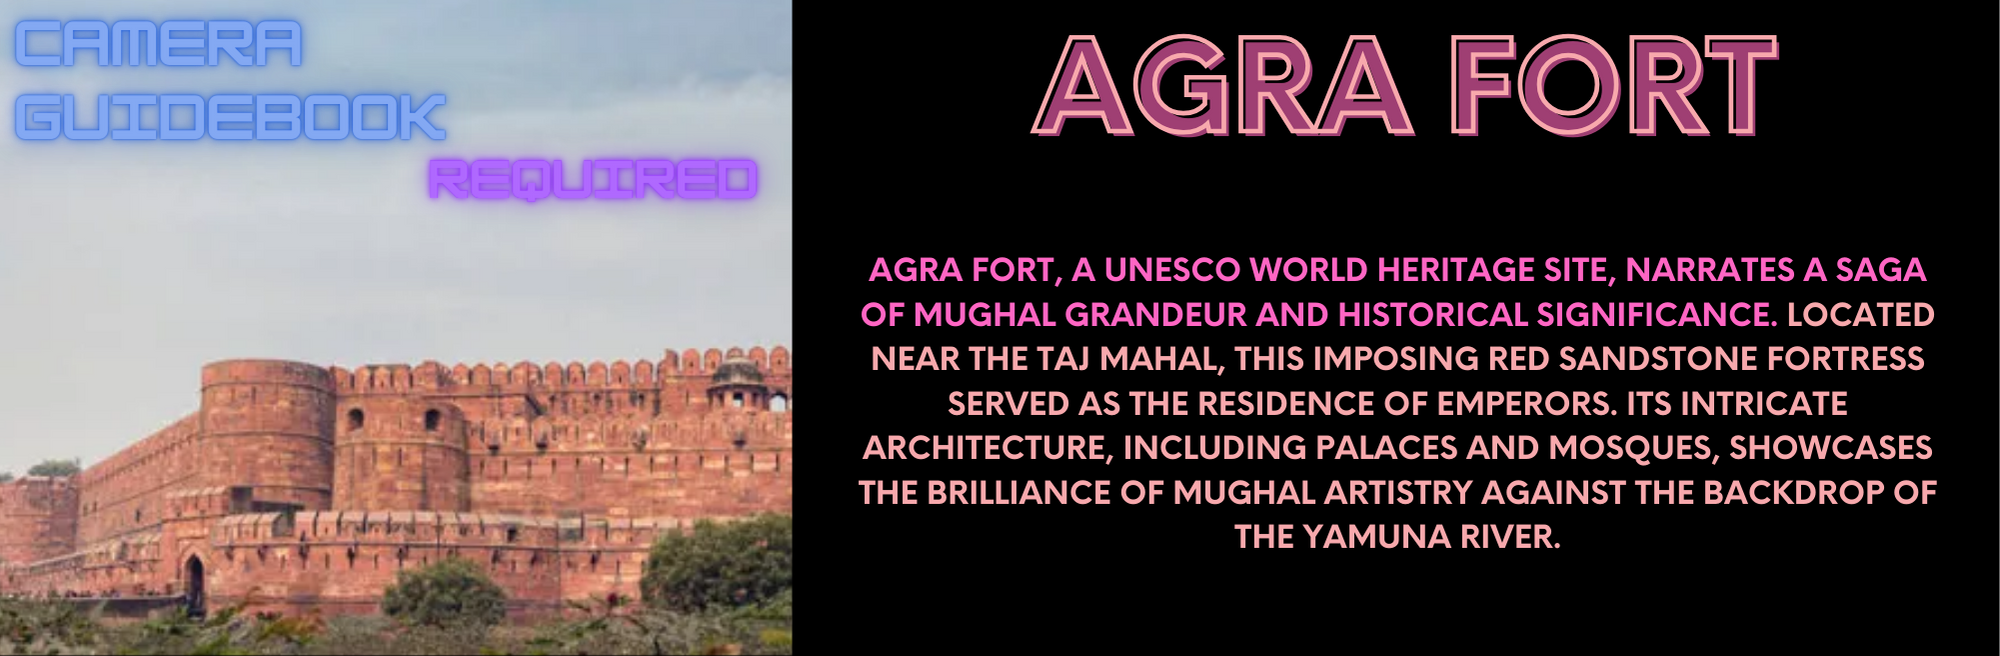 CAMERA
GUIDEBOOK
REQUIRED
AGRA FORT
AGRA FORT, A UNESCO WORLD HERITAGE SITE, NARRATES A SAGA
OF MUGHAL GRANDEUR AND HISTORICAL SIGNIFICANCE. LOCATED
NEAR THE TAJ MAHAL, THIS IMPOSING RED SANDSTONE FORTRESS
SERVED AS THE RESIDENCE OF EMPERORS. ITS INTRICATE
ARCHITECTURE, INCLUDING PALACES AND MOSQUES, SHOWCASES
THE BRILLIANCE OF MUGHAL ARTISTRY AGAINST THE BACKDROP OF
THE YAMUNA RIVER.